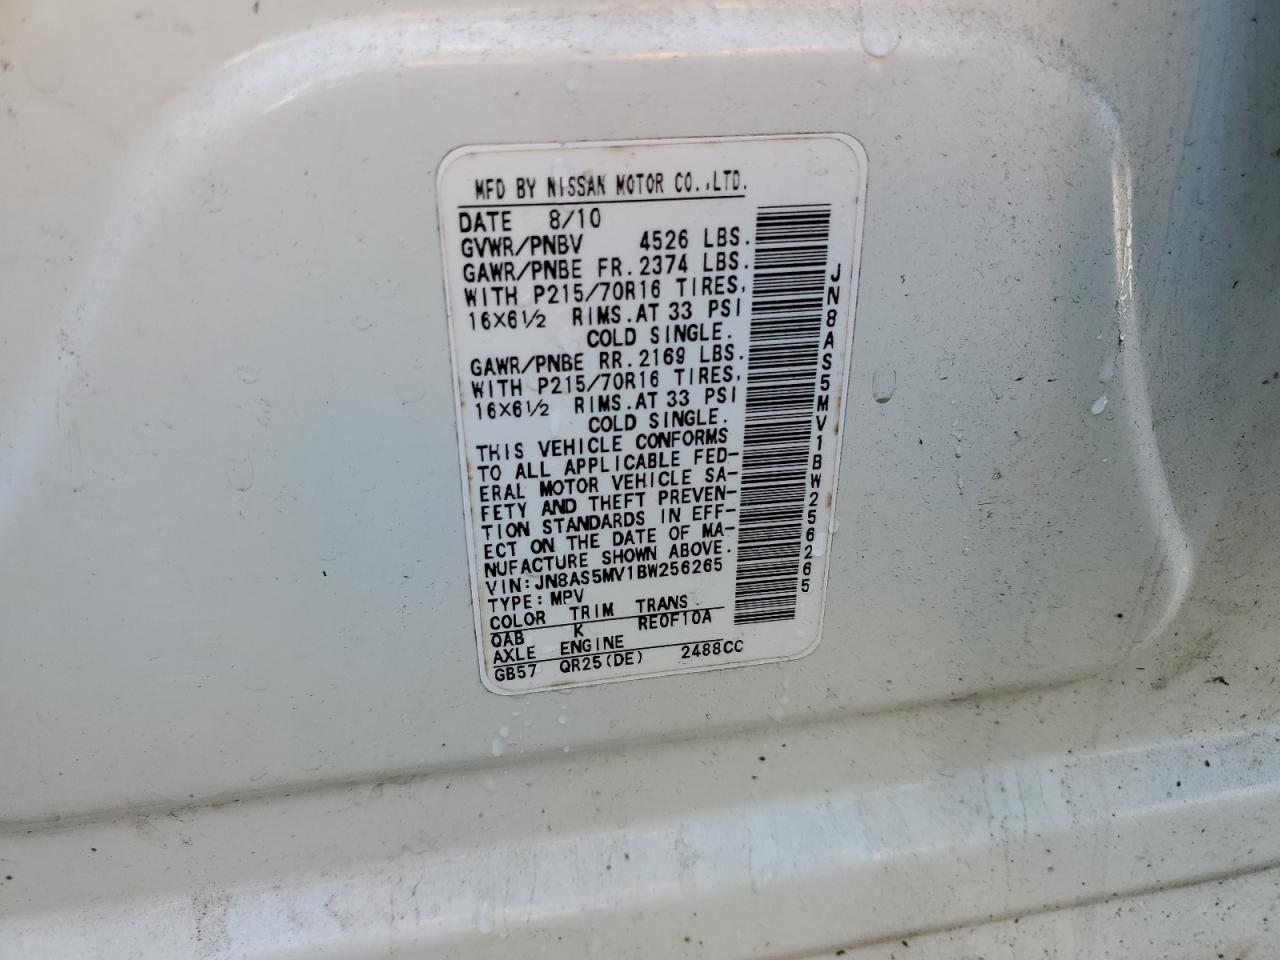 MFD BY NISSAN MOTOR CO.,LTD.
DATE 8/10
GVWR/PNBV 4526 LBS.
GAWR/PNBE FR.2374 LBS.
WITH P215/70R16 TIRES,
16X6½ RIMS.AT 33 PSI
COLD SINGLE.
GAWR/PNBE RR.2169 LBS.
WITH P215/70R16 TIRES,
16X6½ RIMS.AT 33 PSI
COLD SINGLE.
THIS VEHICLE CONFORMS
TO ALL APPLICABLE FED-
ERAL MOTOR VEHICLE SA-
FETY AND THEFT PREVEN-
TION STANDARDS IN EFF-
ECT ON THE DATE OF MA-
NUFACTURE SHOWN ABOVE.
VIN:JN8AS5MV1BW256265
TYPE:MPV
COLOR TRIM TRANS
QAB K RE0F10A
AXLE ENGINE
GB57 QR25(DE) 2488CC
JN8AS5MV1BW256265